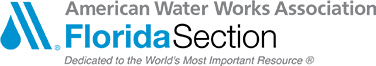 American Water Works Association
® FloridaSection
Dedicated to the World's Most Important Resource ®